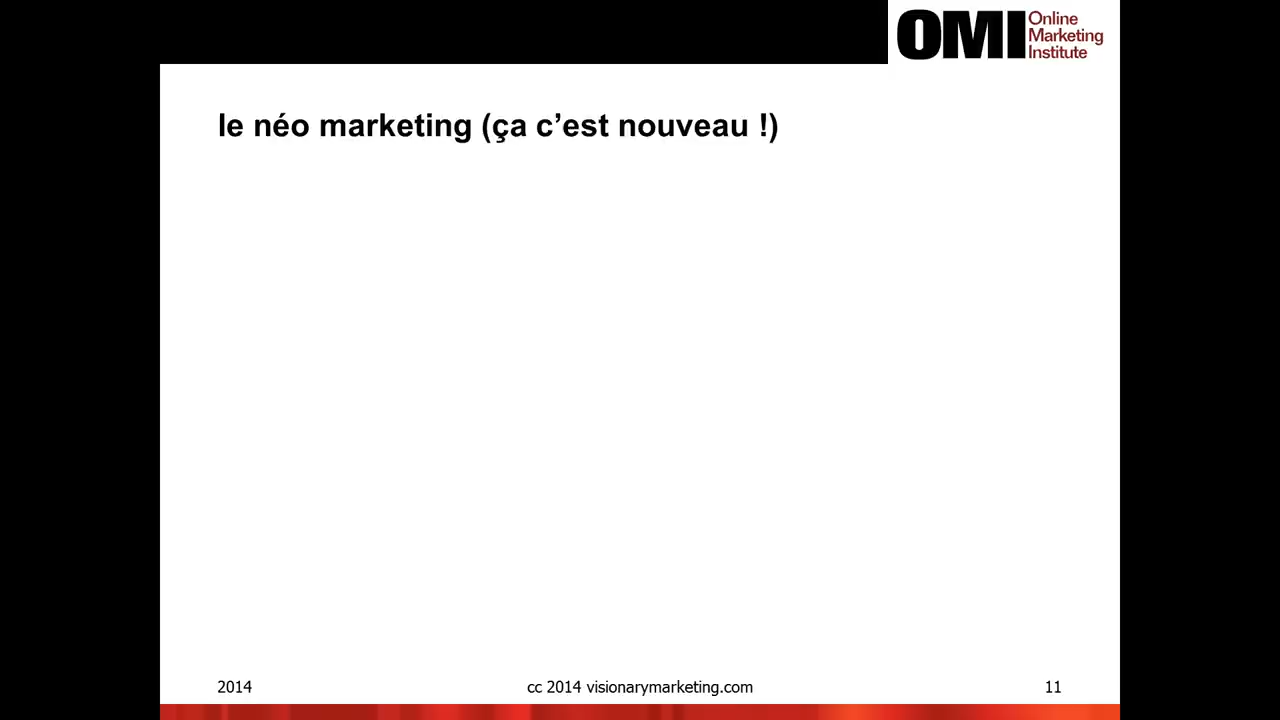 OMI Online
Marketing
Institute
le néo marketing (ça c’est nouveau !)
2014 cc 2014 visionarymarketing.com 11